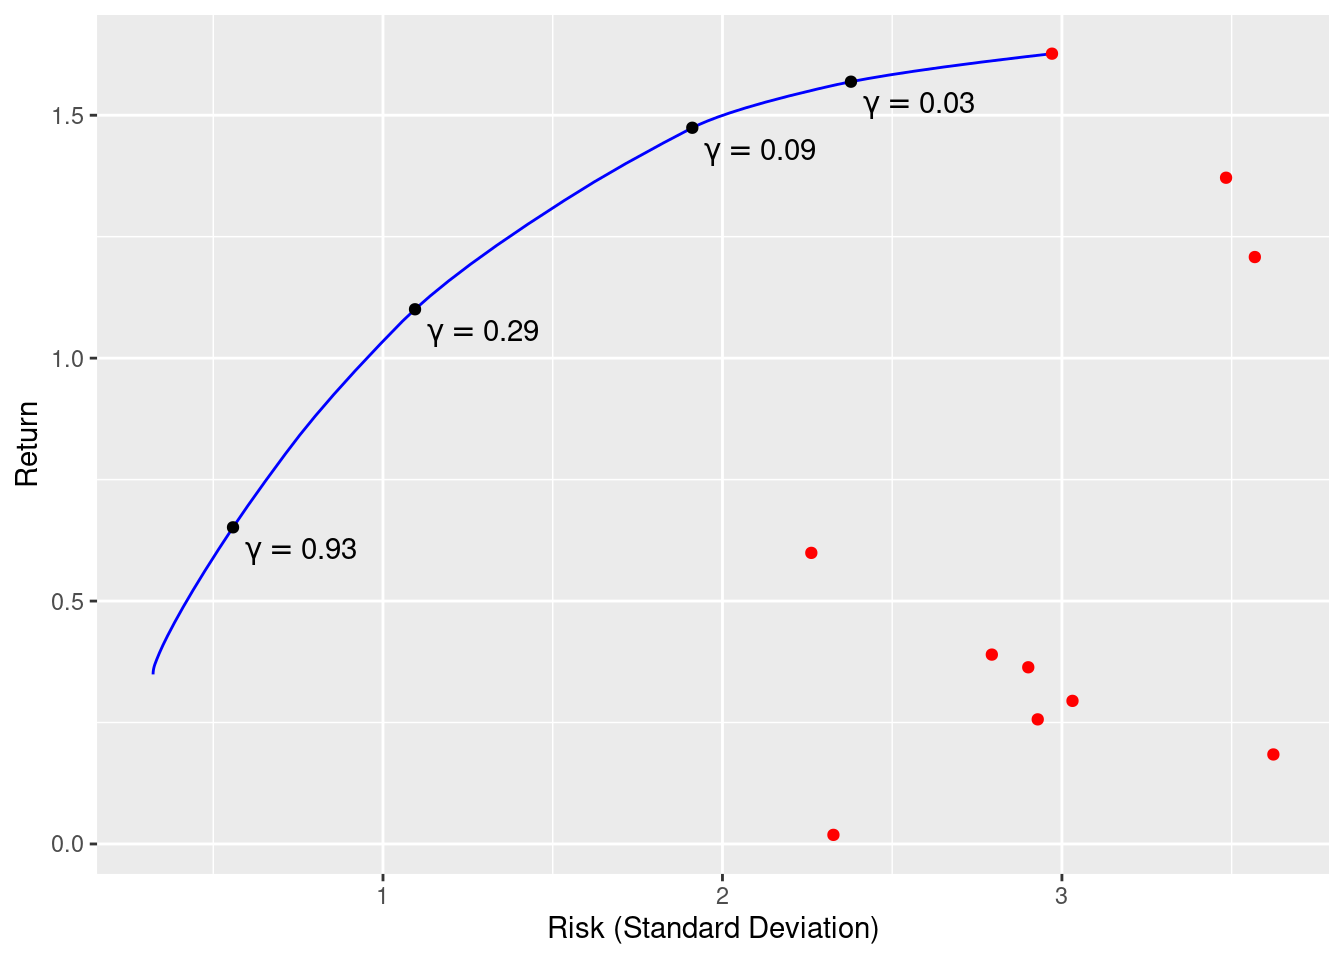 1.5
1.0
0.5
0.0
Return
γ = 0.03
γ = 0.09
γ = 0.29
γ = 0.93
1
2
3
Risk (Standard Deviation)